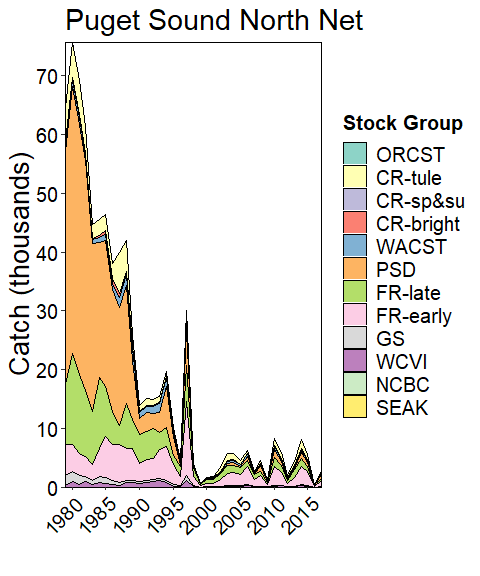 Puget Sound North Net
Catch (thousands)
70
60
50
40
30
20
10
0
1980
1985
1990
1995
2000
2005
2010
2015
Stock Group
ORCST
CR-tule
CR-sp&su
CR-bright
WACST
PSD
FR-late
FR-early
GS
WCVI
NCBC
SEAK